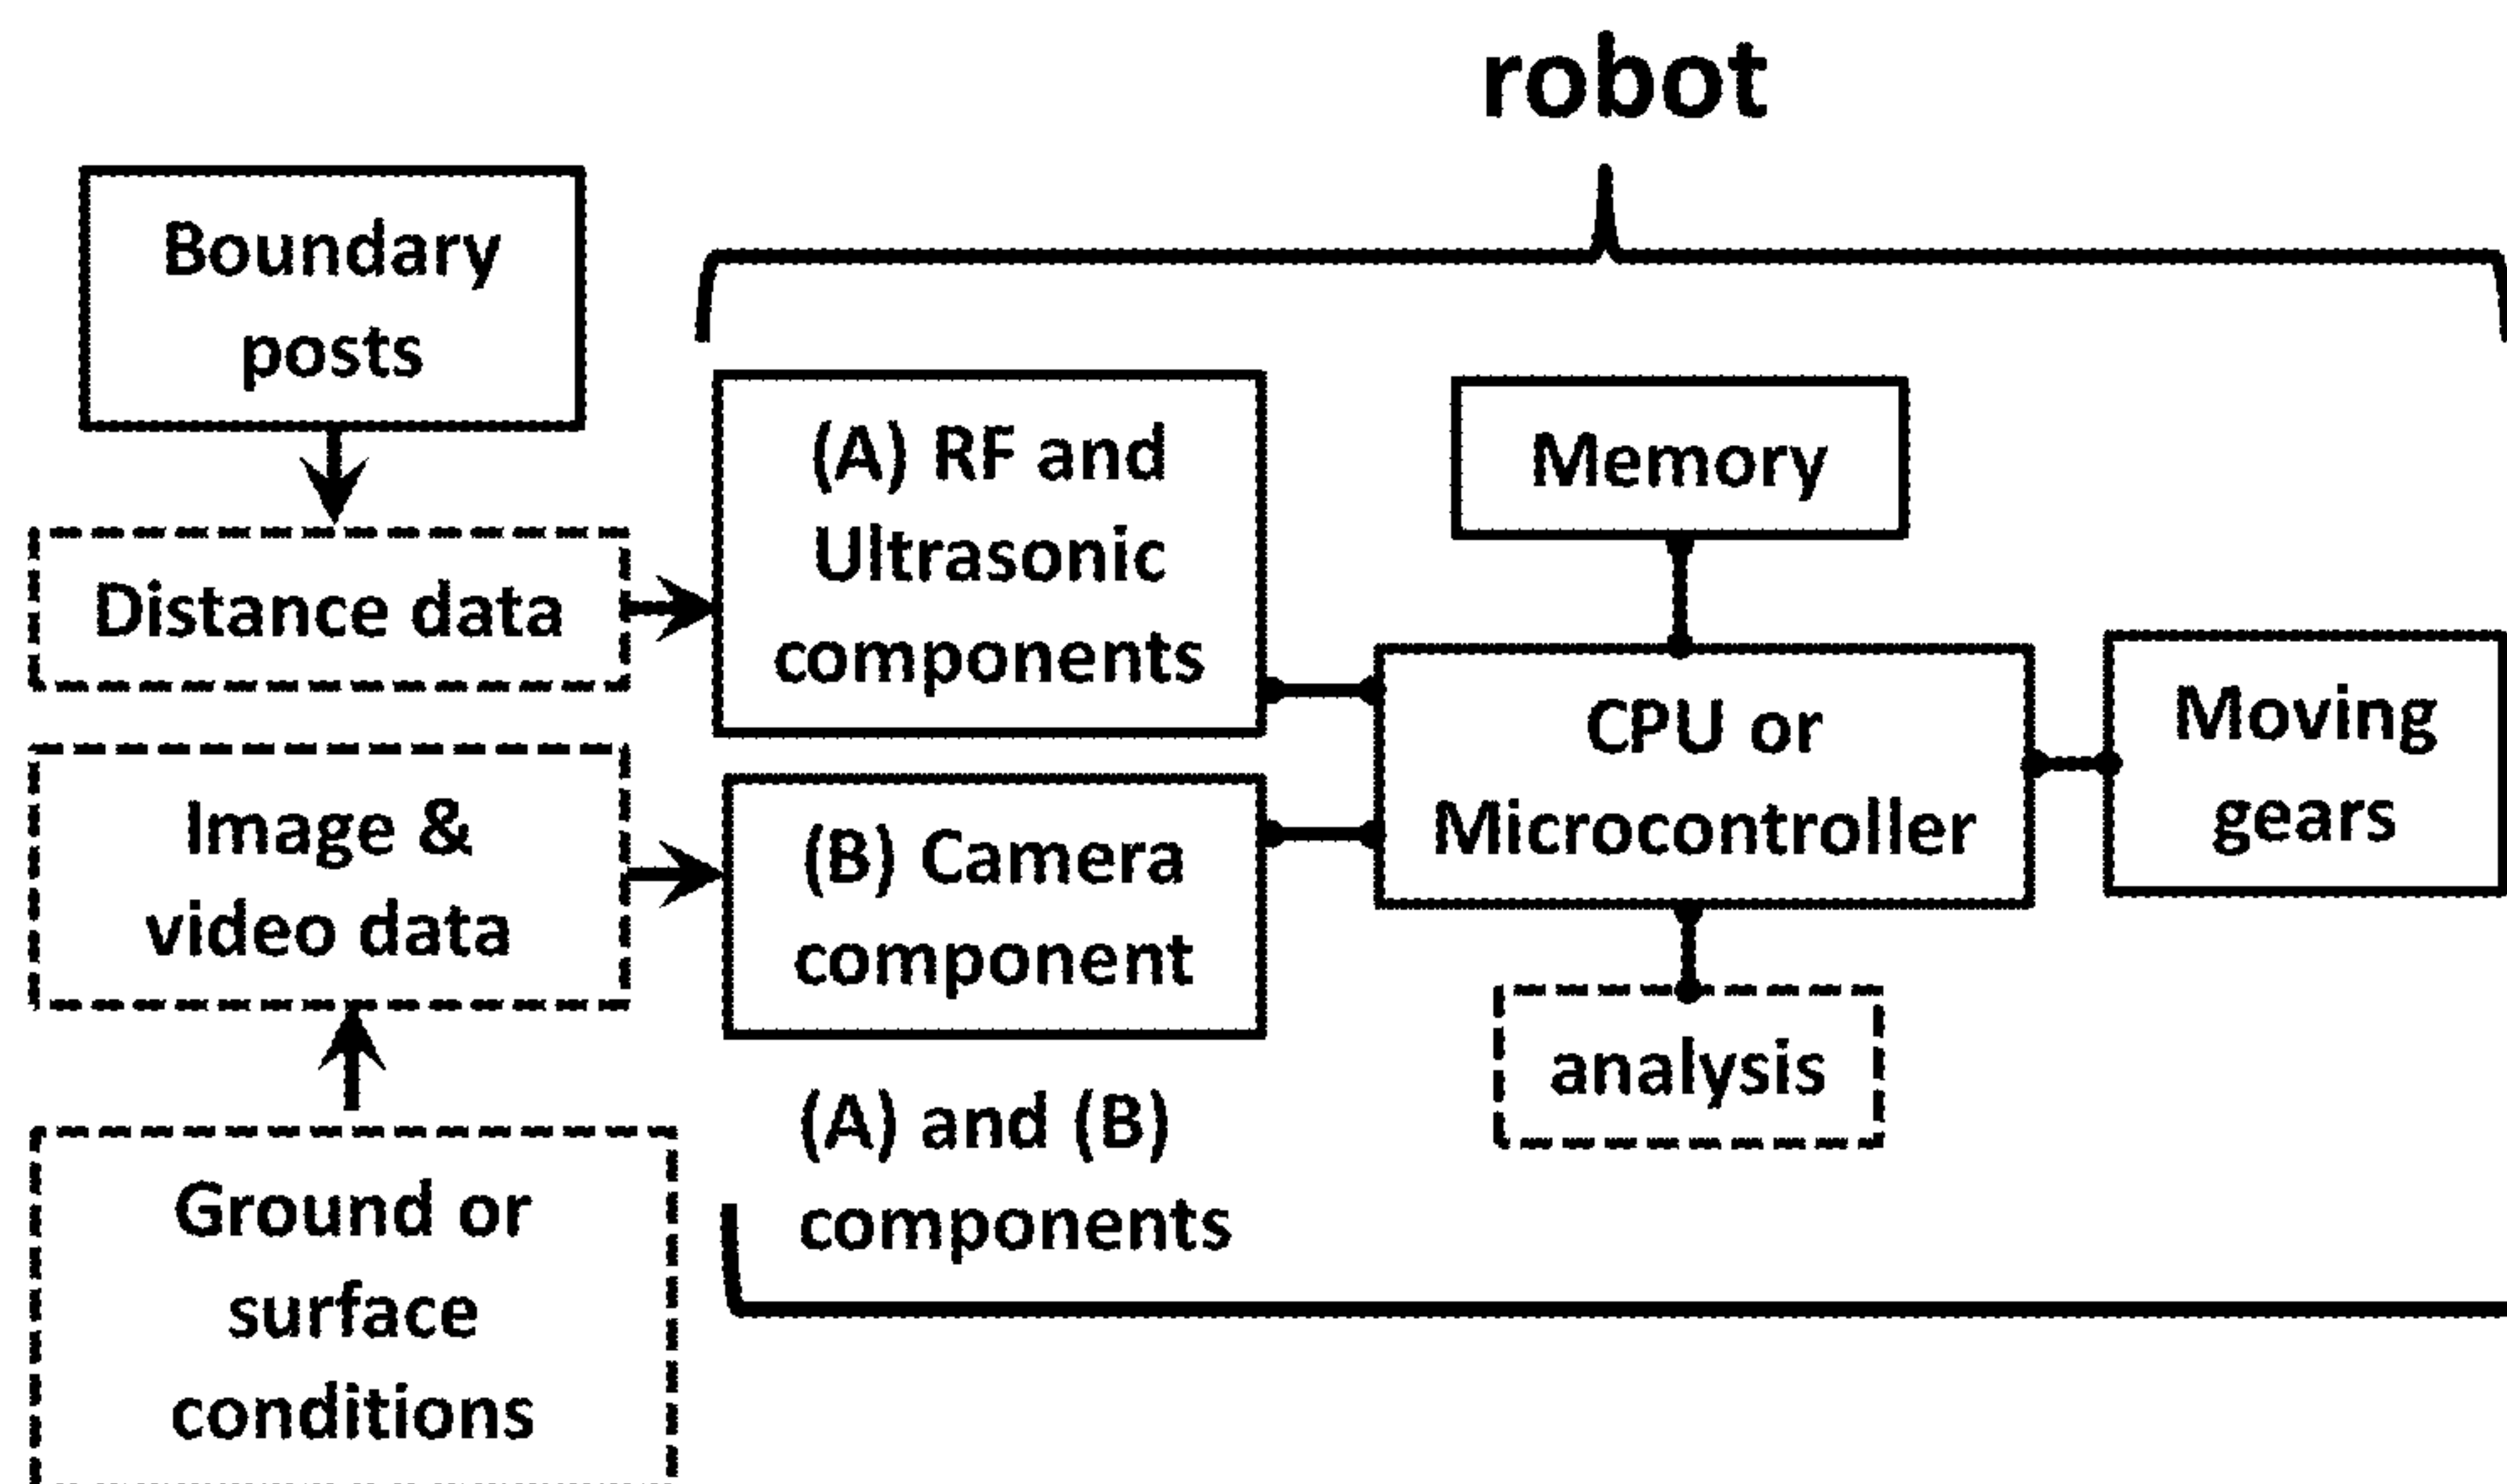 robot
Boundary
posts
Distance data
Image &
video data
Ground or
surface
conditions
(A) RF and
Ultrasonic
components
(B) Camera
component
(A) and (B)
components
Memory
CPU or
Microcontroller
analysis
Moving
gears